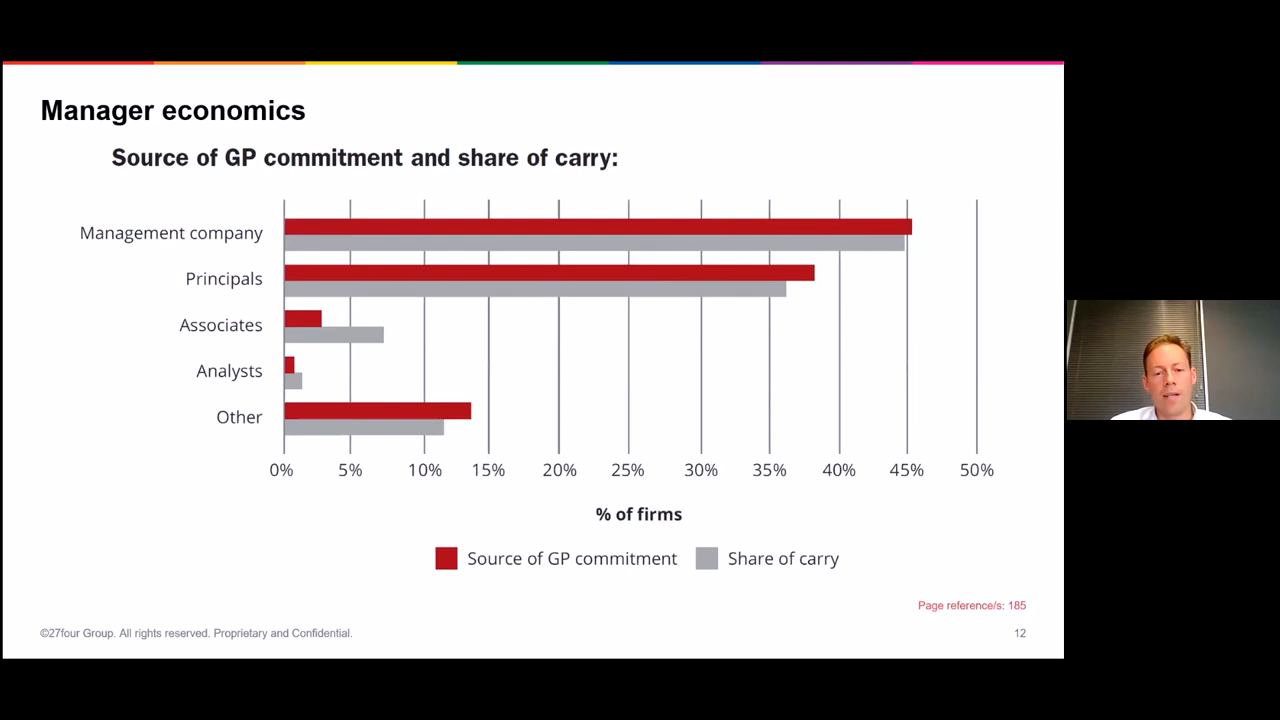 Manager economics
Source of GP commitment and share of carry:
Management company
Principals
Associates
Analysts
Other
0% 5% 10% 15% 20% 25% 30% 35% 40% 45% 50%
% of firms
Source of GP commitment Share of carry
Page reference/s: 185
©27four Group. All rights reserved. Proprietary and Confidential. 12